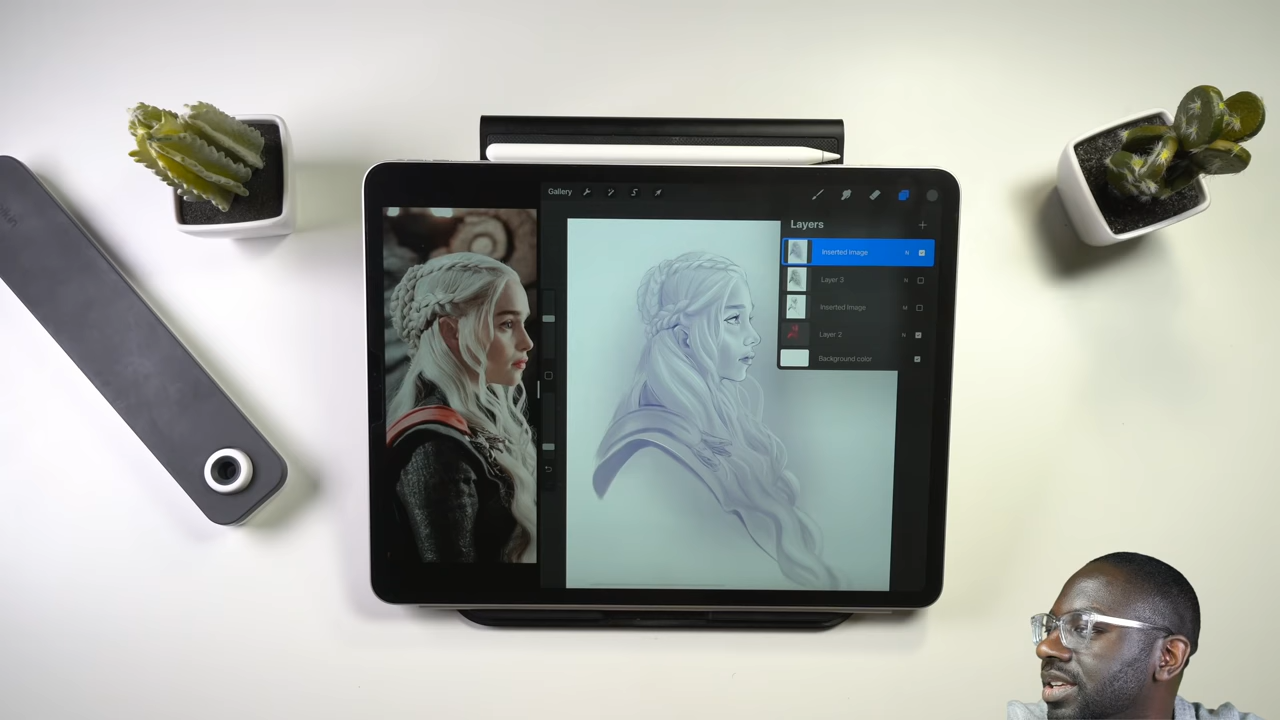 Gallery
Layers
Inserted Image
N
Layer 3
N
Inserted Image
M
Layer 2
N
Background color